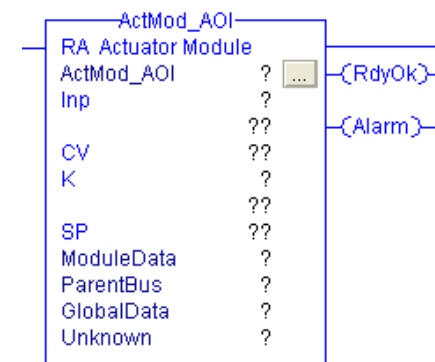 ActMod_AOI
RA Actuator Module
ActMod_AOI ? ...
(RdyOk)
Inp ?
??
(Alarm)
CV ??
K ?
??
SP ??
ModuleData ?
ParentBus ?
GlobalData ?
Unknown ?